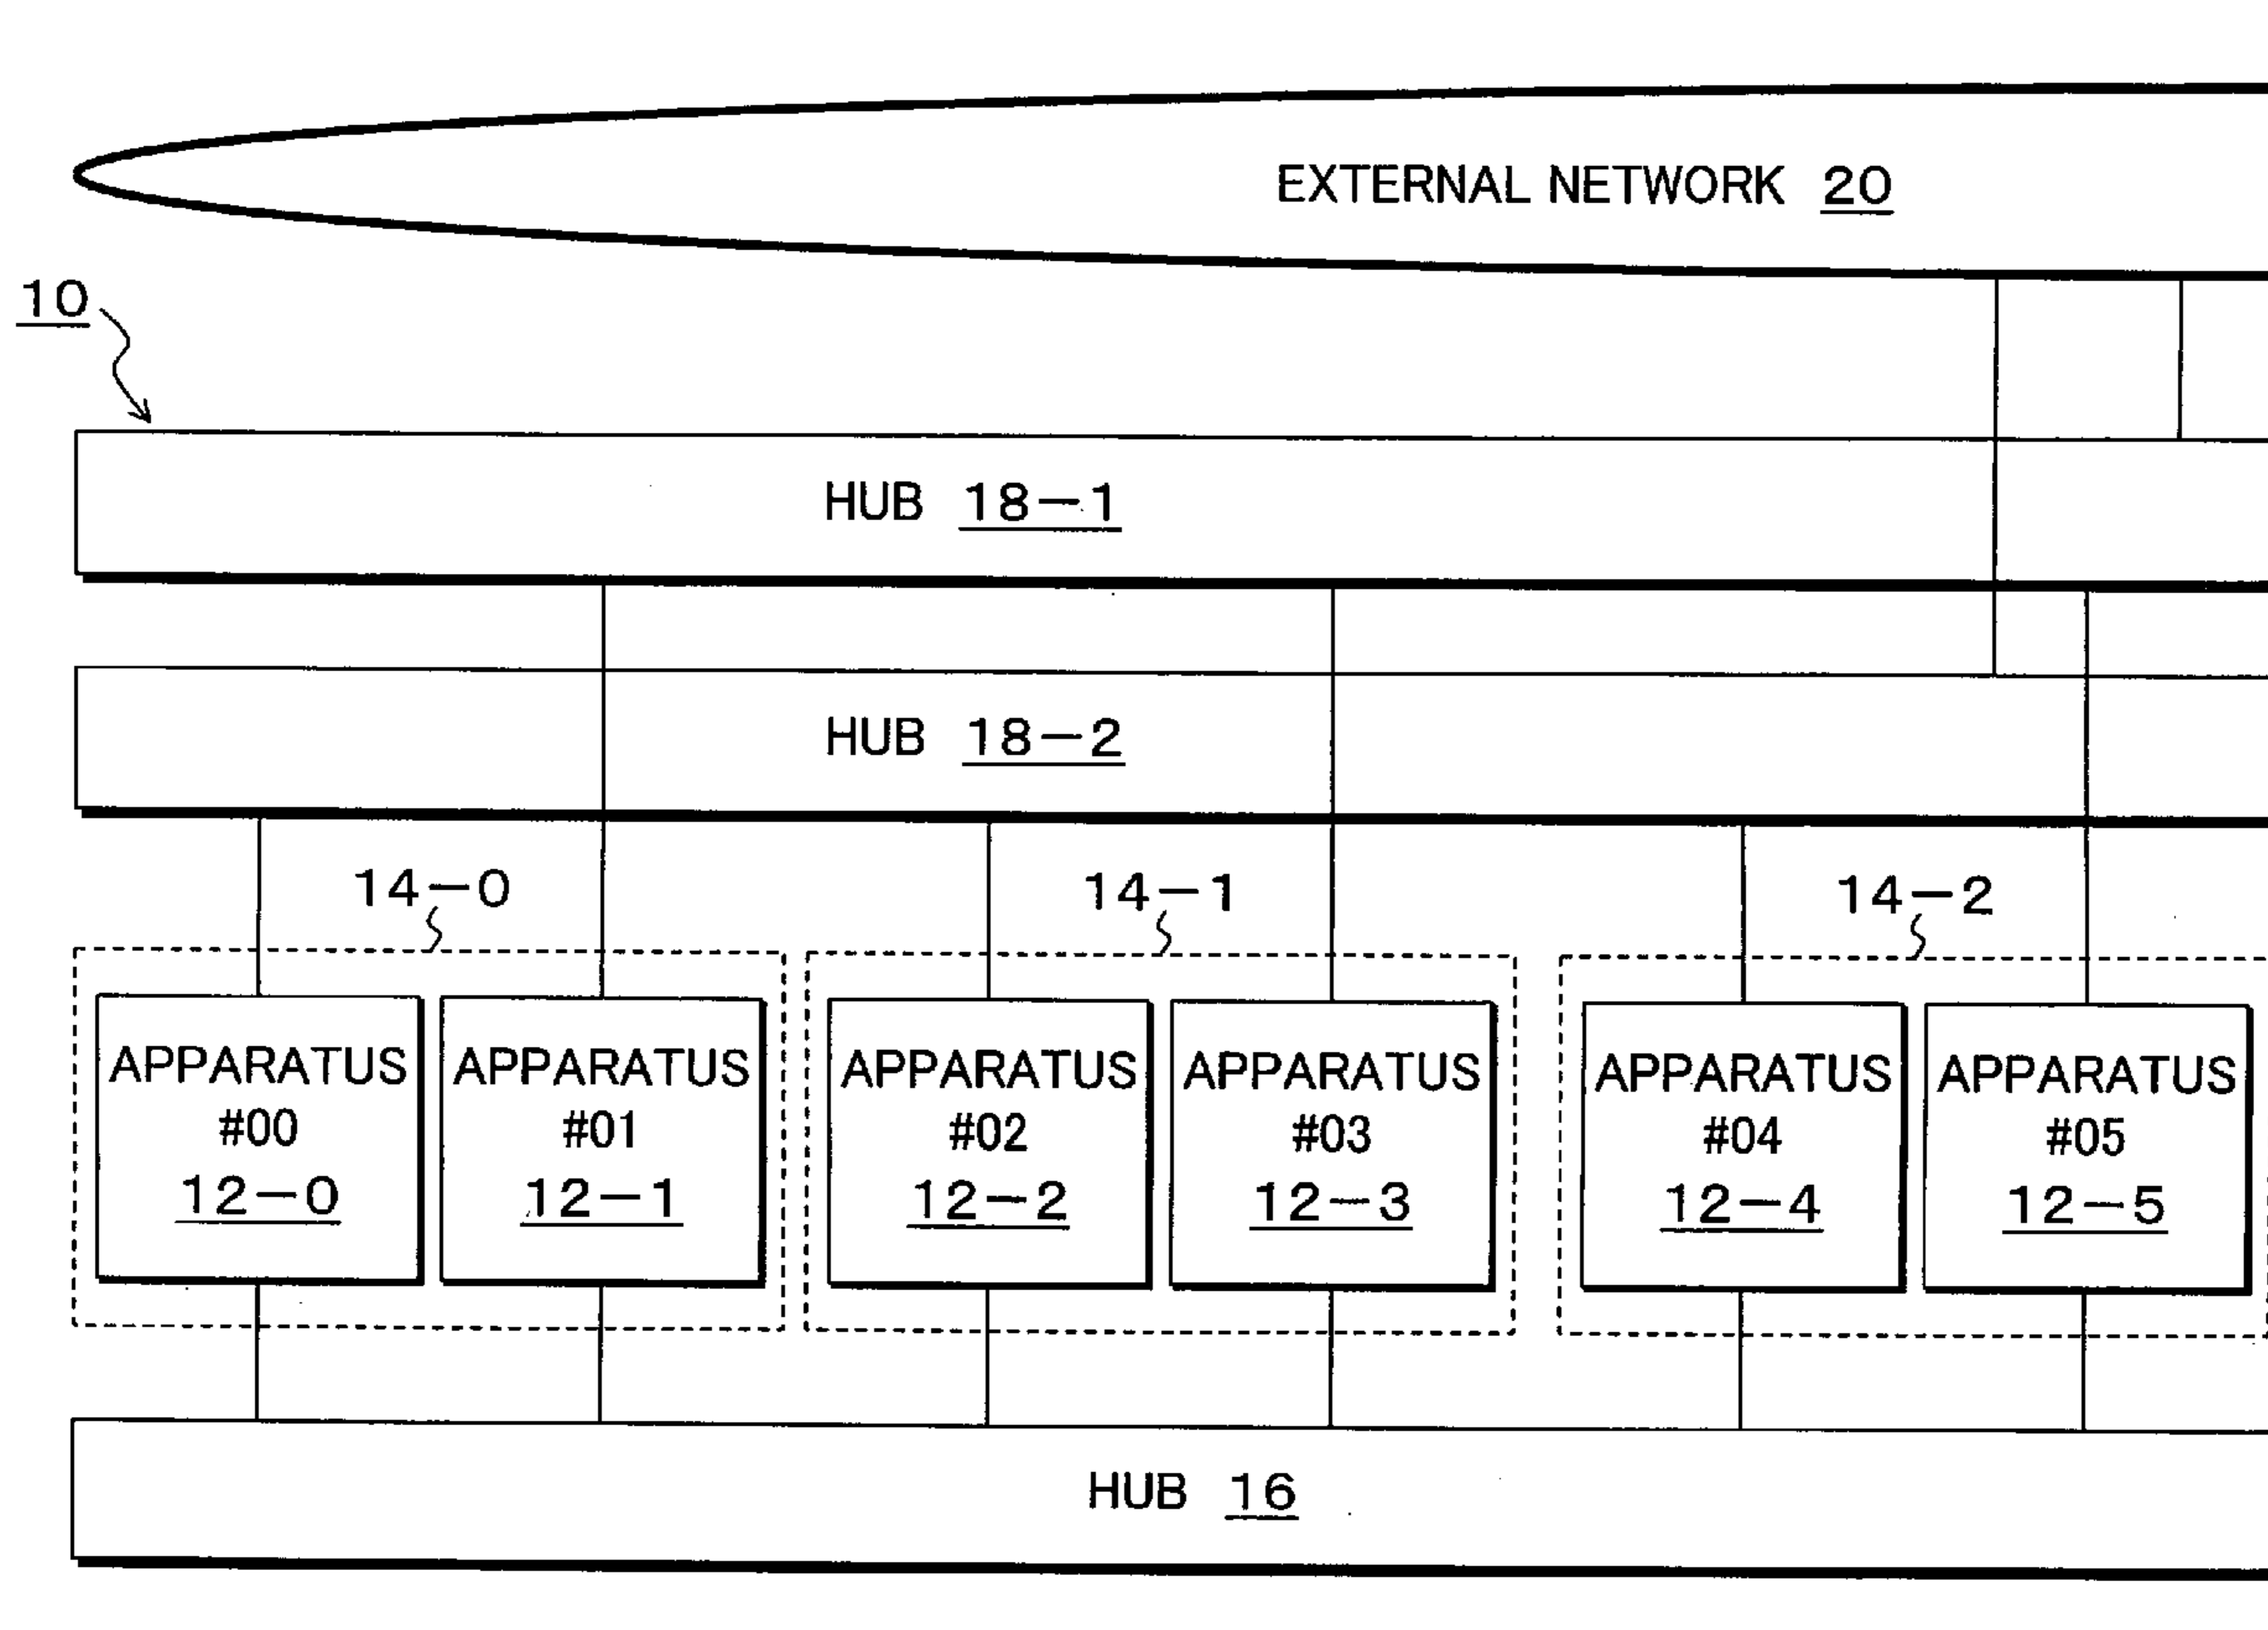 EXTERNAL NETWORK 20
10
HUB 18-1
HUB 18-2
14-0
14-1
14-2
APPARATUS
#00
12-0
APPARATUS
#01
12-1
APPARATUS
#02
12-2
APPARATUS
#03
12-3
APPARATUS
#04
12-4
APPARATUS
#05
12-5
HUB 16